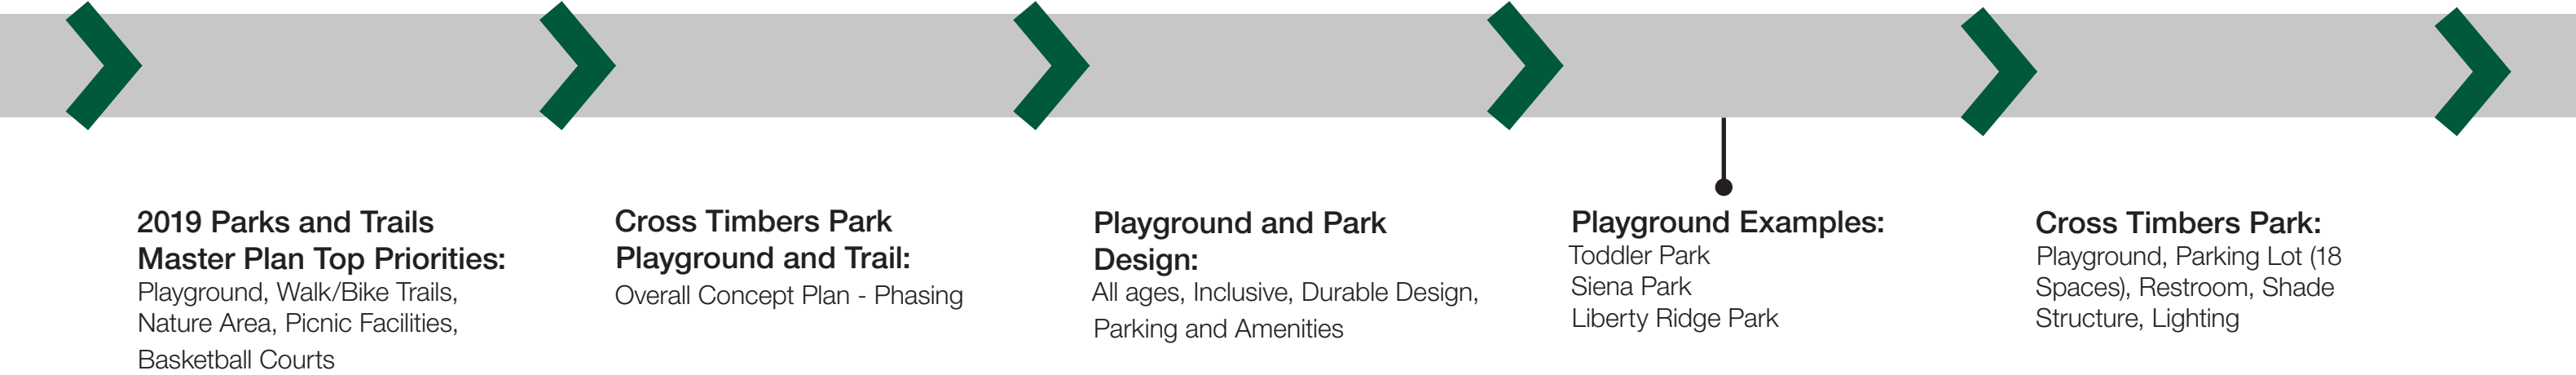 2019 Parks and Trails
Master Plan Top Priorities:
Playground, Walk/Bike Trails,
Nature Area, Picnic Facilities,
Basketball Courts
Cross Timbers Park
Playground and Trail:
Overall Concept Plan - Phasing
Playground and Park
Design:
All ages, Inclusive, Durable Design,
Parking and Amenities
Playground Examples:
Toddler Park
Siena Park
Liberty Ridge Park
Cross Timbers Park:
Playground, Parking Lot (18
Spaces), Restroom, Shade
Structure, Lighting